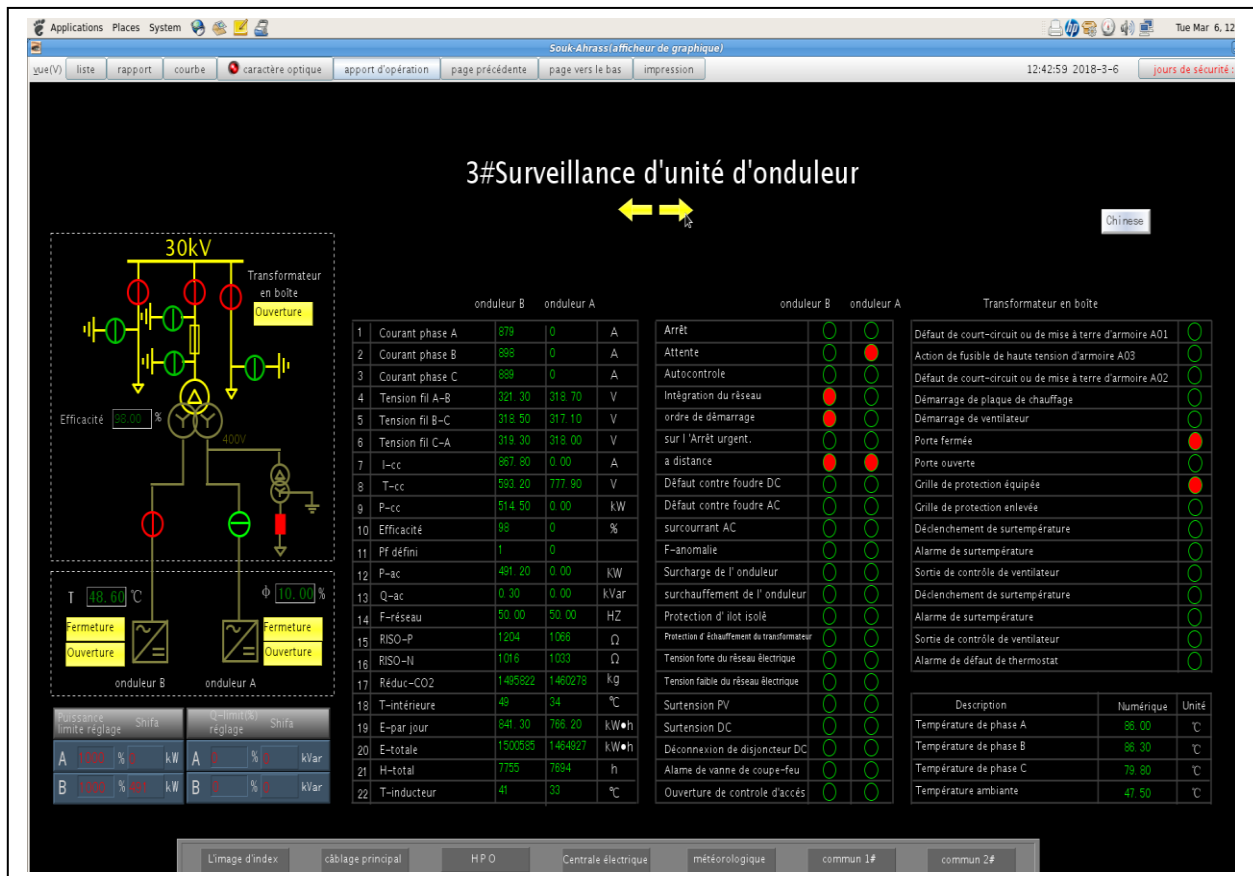 Applications Places System
Tue Mar 6, 12
Souk-Ahrass(afficheur de graphique)
vue(V) liste rapport courbe caractère optique apport d'opération page précédente page vers le bas impression 12:42:59 2018-3-6 jours de sécurité :
3#Surveillance d'unité d'onduleur
Chinese
30kV
Transformateur
en boîte
Ouverture
Efficacité 98.00 %
400V
T 48.60 ℃
Φ 10.00 %
Fermeture
Ouverture
Fermeture
Ouverture
onduleur B onduleur A
Puissance
limite réglage Shifa
Q-limit(%)
réglage Shifa
A % kW A 0 % kVar
B % kW B % kVar
onduleur B onduleur A
1 Courant phase A 879 0 A
2 Courant phase B 898 0 A
3 Courant phase C 889 0 A
4 Tension fil A-B 321.30 318.70 V
5 Tension fil B-C 318.50 317.10 V
6 Tension fil C-A 319.30 318.00 V
7 I-cc 867.80 0.00 A
8 T-cc 593.20 777.90 V
9 P-cc 514.50 0.00 kW
10 Efficacité 98 0 %
11 Pf défini 1 0
12 P-ac 491.20 0.00 KW
13 Q-ac 0.30 0.00 kVar
14 F-réseau 50.00 50.00 HZ
15 RISO-P 1204 1066 Ω
16 RISO-N 1016 1033 Ω
17 Réduc-CO2 1495822 1460278 kg
18 T-intérieure 49 34 ℃
19 E-par jour 841.30 766.20 kW●h
20 E-totale 1500585 1464927 kW●h
21 H-total 7755 7694 h
22 T-inducteur 41 33 ℃
onduleur B onduleur A
Arrêt
Attente
Autocontrole
Intêgration du rêseau
ordre de dêmarrage
sur l 'Arrêt urgent.
a distance
Dêfaut contre foudre DC
Dêfaut contre foudre AC
surcourrant AC
F-anomalie
Surcharge de l' onduleur
surchauffement de l' onduleur
Protection d' ilot isolê
Protection d' êchauffement du transformateur
Tension forte du rêseau êlectrique
Tension faible du rêseau êlectrique
Surtension PV
Surtension DC
Déconnexion de disjoncteur DC
Alame de vanne de coupe-feu
Ouverture de controle d'accés
Transformateur en boîte
Défaut de court-circuit ou de mise à terre d'armoire A01
Action de fusible de haute tension d'armoire A03
Défaut de court-circuit ou de mise à terre d'armoire A02
Démarrage de plaque de chauffage
Démarrage de ventilateur
Porte fermée
Porte ouverte
Grille de protection équipée
Grille de protection enlevée
Déclenchement de surtempérature
Alarme de surtempérature
Sortie de contrôle de ventilateur
Déclenchement de surtempérature
Alarme de surtempérature
Sortie de contrôle de ventilateur
Alarme de défaut de thermostat
Description Numérique Unité
Température de phase A 86.00 ℃
Température de phase B 86.30 ℃
Température de phase C 79.80 ℃
Température ambiante 47.50 ℃
L'image d'index câblage principal HPO Centrale électrique météorologique commun 1# commun 2#